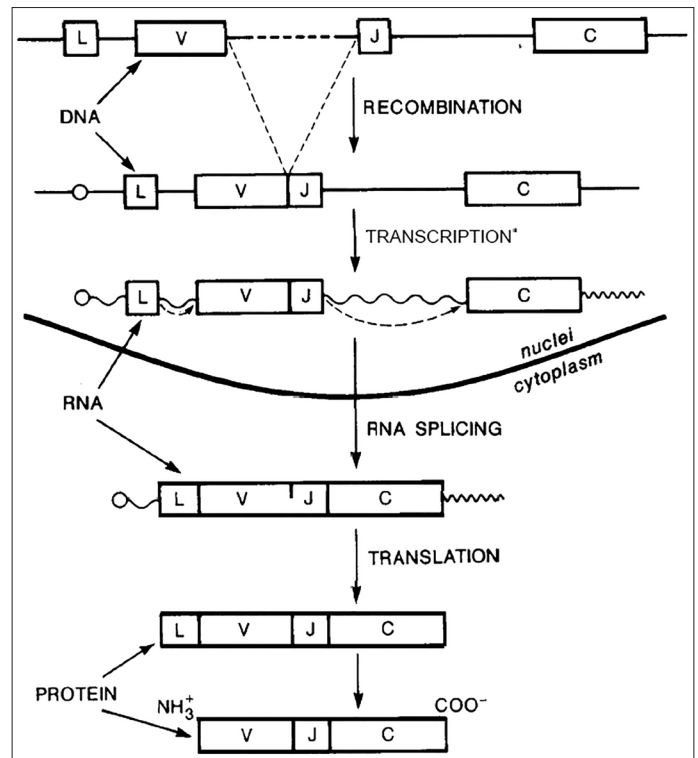 L V J C
DNA
RECOMBINATION
L V J C
TRANSCRIPTION*
L V J C
nuclei
cytoplasm
RNA
RNA SPLICING
L V J C
TRANSLATION
L V J C
PROTEIN
NH₃⁺ COO⁻
V J C